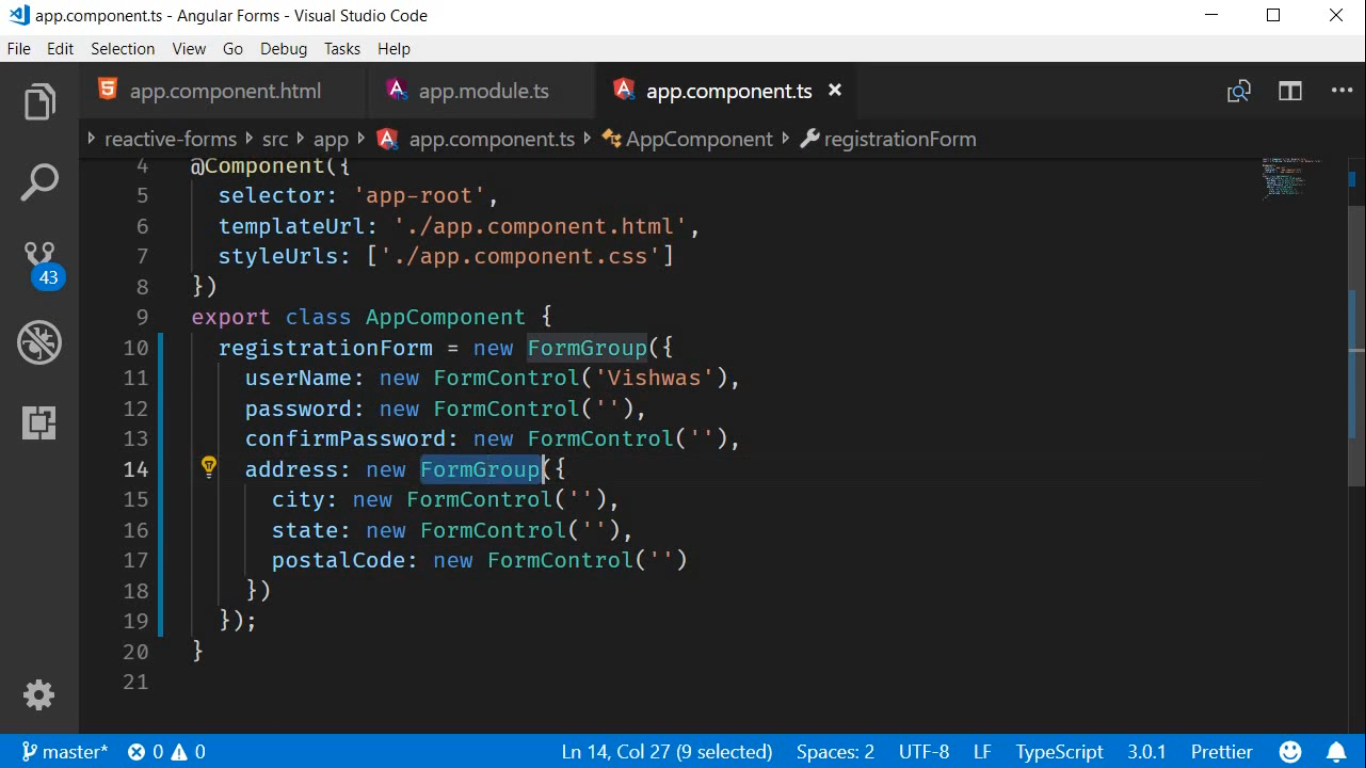 app.component.ts - Angular Forms - Visual Studio Code
File Edit Selection View Go Debug Tasks Help
app.component.html app.module.ts app.component.ts
reactive-forms src app app.component.ts AppComponent registrationForm
4 @Component({
5 selector: 'app-root',
6 templateUrl: './app.component.html',
7 styleUrls: ['./app.component.css']
8 })
9 export class AppComponent {
10 registrationForm = new FormGroup({
11 userName: new FormControl('Vishwas'),
12 password: new FormControl(''),
13 confirmPassword: new FormControl(''),
14 address: new FormGroup({
15 city: new FormControl(''),
16 state: new FormControl(''),
17 postalCode: new FormControl('')
18 })
19 });
20 }
21
43
master* 0 0 Ln 14, Col 27 (9 selected) Spaces: 2 UTF-8 LF TypeScript 3.0.1 Prettier